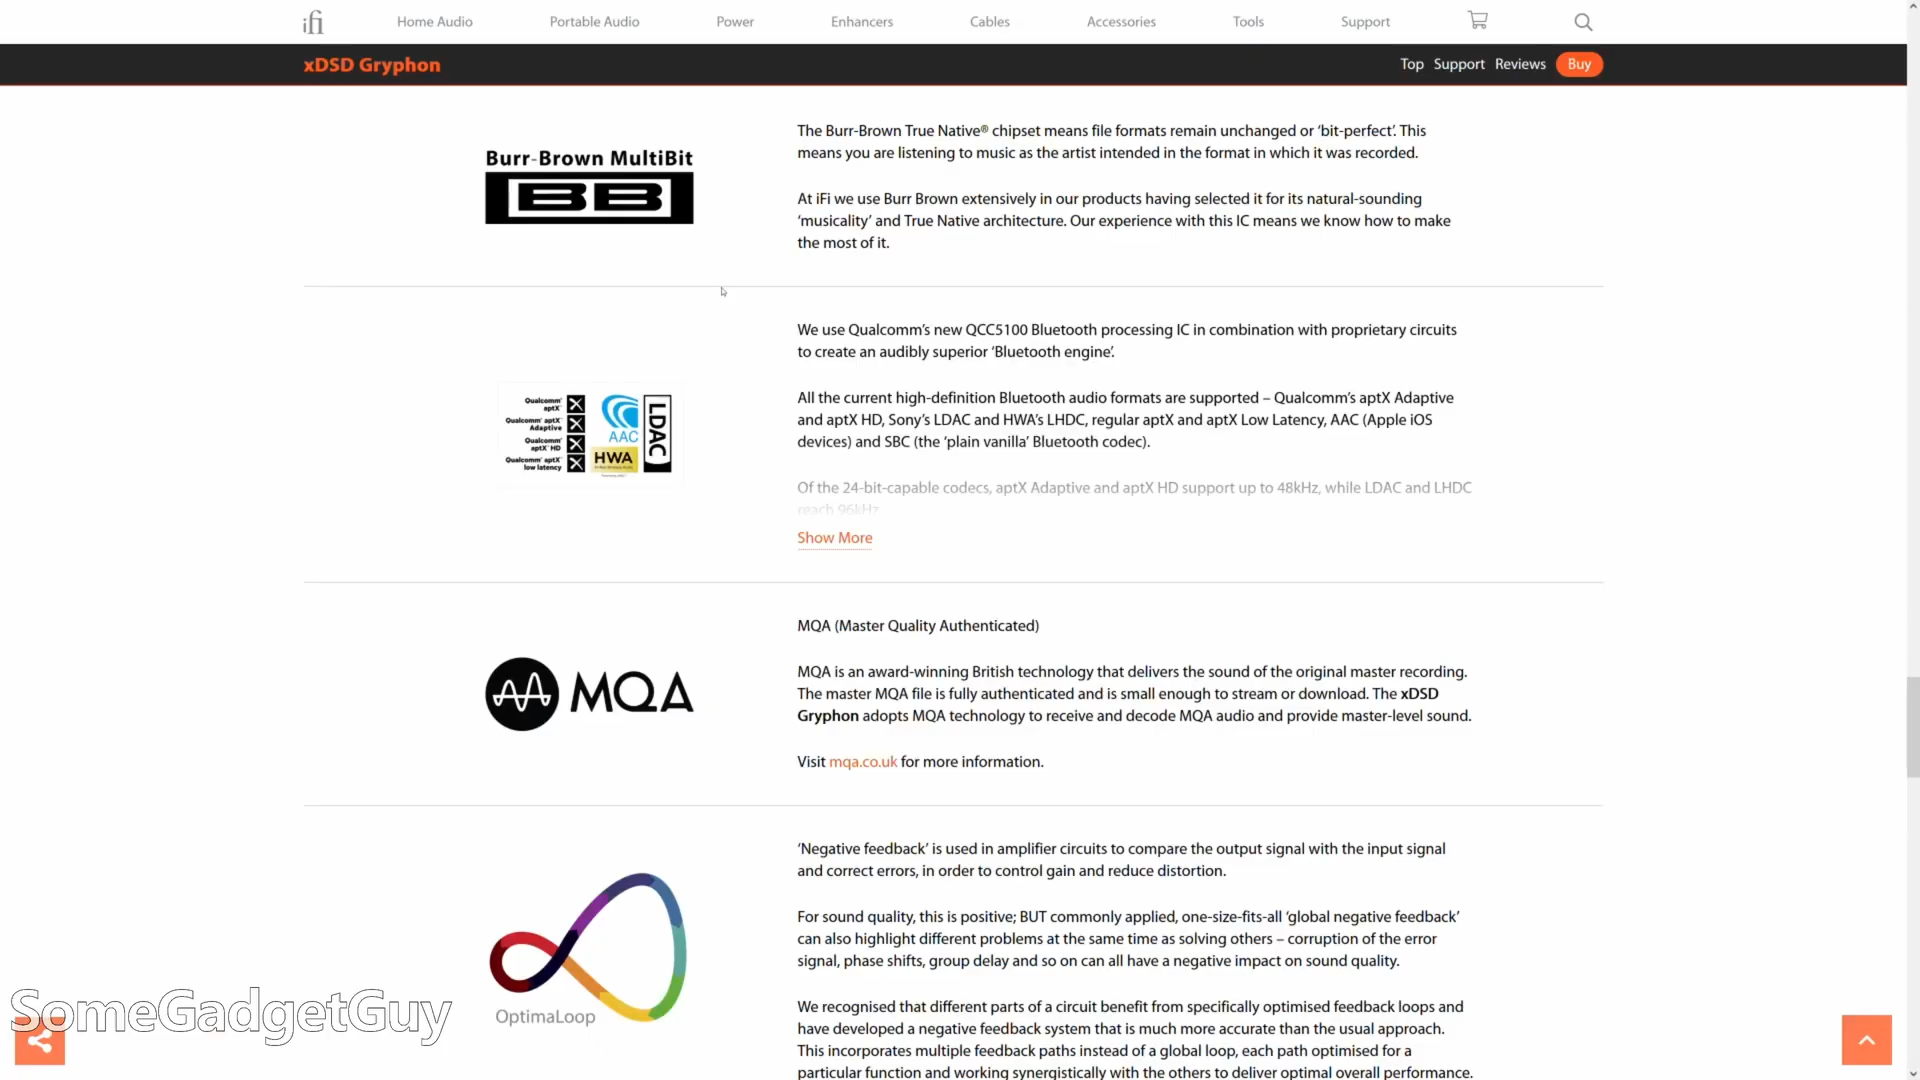 ifi
Home Audio
Portable Audio
Power
Enhancers
Cables
Accessories
Tools
Support
xDSD Gryphon
Top
Support
Reviews
Buy
Burr-Brown MultiBit
BB
The Burr-Brown True Native® chipset means file formats remain unchanged or ‘bit-perfect’. This
means you are listening to music as the artist intended in the format in which it was recorded.
At iFi we use Burr Brown extensively in our products having selected it for its natural-sounding
‘musicality’ and True Native architecture. Our experience with this IC means we know how to make
the most of it.
Qualcomm
aptX
Qualcomm aptX
Adaptive
Qualcomm
aptX HD
Qualcomm aptX
low latency
AAC
HWA
LDAC
We use Qualcomm’s new QCC5100 Bluetooth processing IC in combination with proprietary circuits
to create an audibly superior ‘Bluetooth engine’.
All the current high-definition Bluetooth audio formats are supported – Qualcomm’s aptX Adaptive
and aptX HD, Sony’s LDAC and HWA’s LHDC, regular aptX and aptX Low Latency, AAC (Apple iOS
devices) and SBC (the ‘plain vanilla’ Bluetooth codec).
Of the 24-bit-capable codecs, aptX Adaptive and aptX HD support up to 48kHz, while LDAC and LHDC
reach 96kHz
Show More
MQA
MQA (Master Quality Authenticated)
MQA is an award-winning British technology that delivers the sound of the original master recording.
The master MQA file is fully authenticated and is small enough to stream or download. The xDSD
Gryphon adopts MQA technology to receive and decode MQA audio and provide master-level sound.
Visit mqa.co.uk for more information.
OptimaLoop
‘Negative feedback’ is used in amplifier circuits to compare the output signal with the input signal
and correct errors, in order to control gain and reduce distortion.
For sound quality, this is positive; BUT commonly applied, one-size-fits-all ‘global negative feedback’
can also highlight different problems at the same time as solving others – corruption of the error
signal, phase shifts, group delay and so on can all have a negative impact on sound quality.
We recognised that different parts of a circuit benefit from specifically optimised feedback loops and
have developed a negative feedback system that is much more accurate than the usual approach.
This incorporates multiple feedback paths instead of a global loop, each path optimised for a
particular function and working synergistically with the others to deliver optimal overall performance.
SomeGadgetGuy